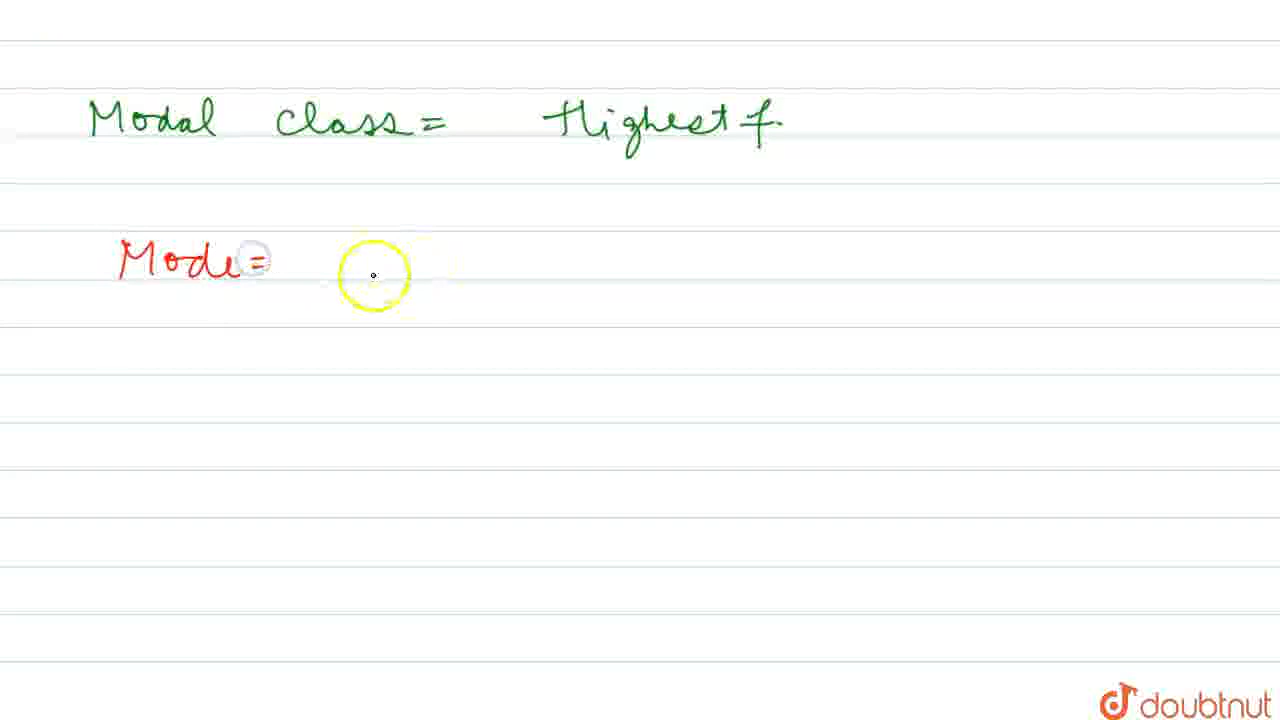 Modal class = Highest f.
Mode =
doubtnut